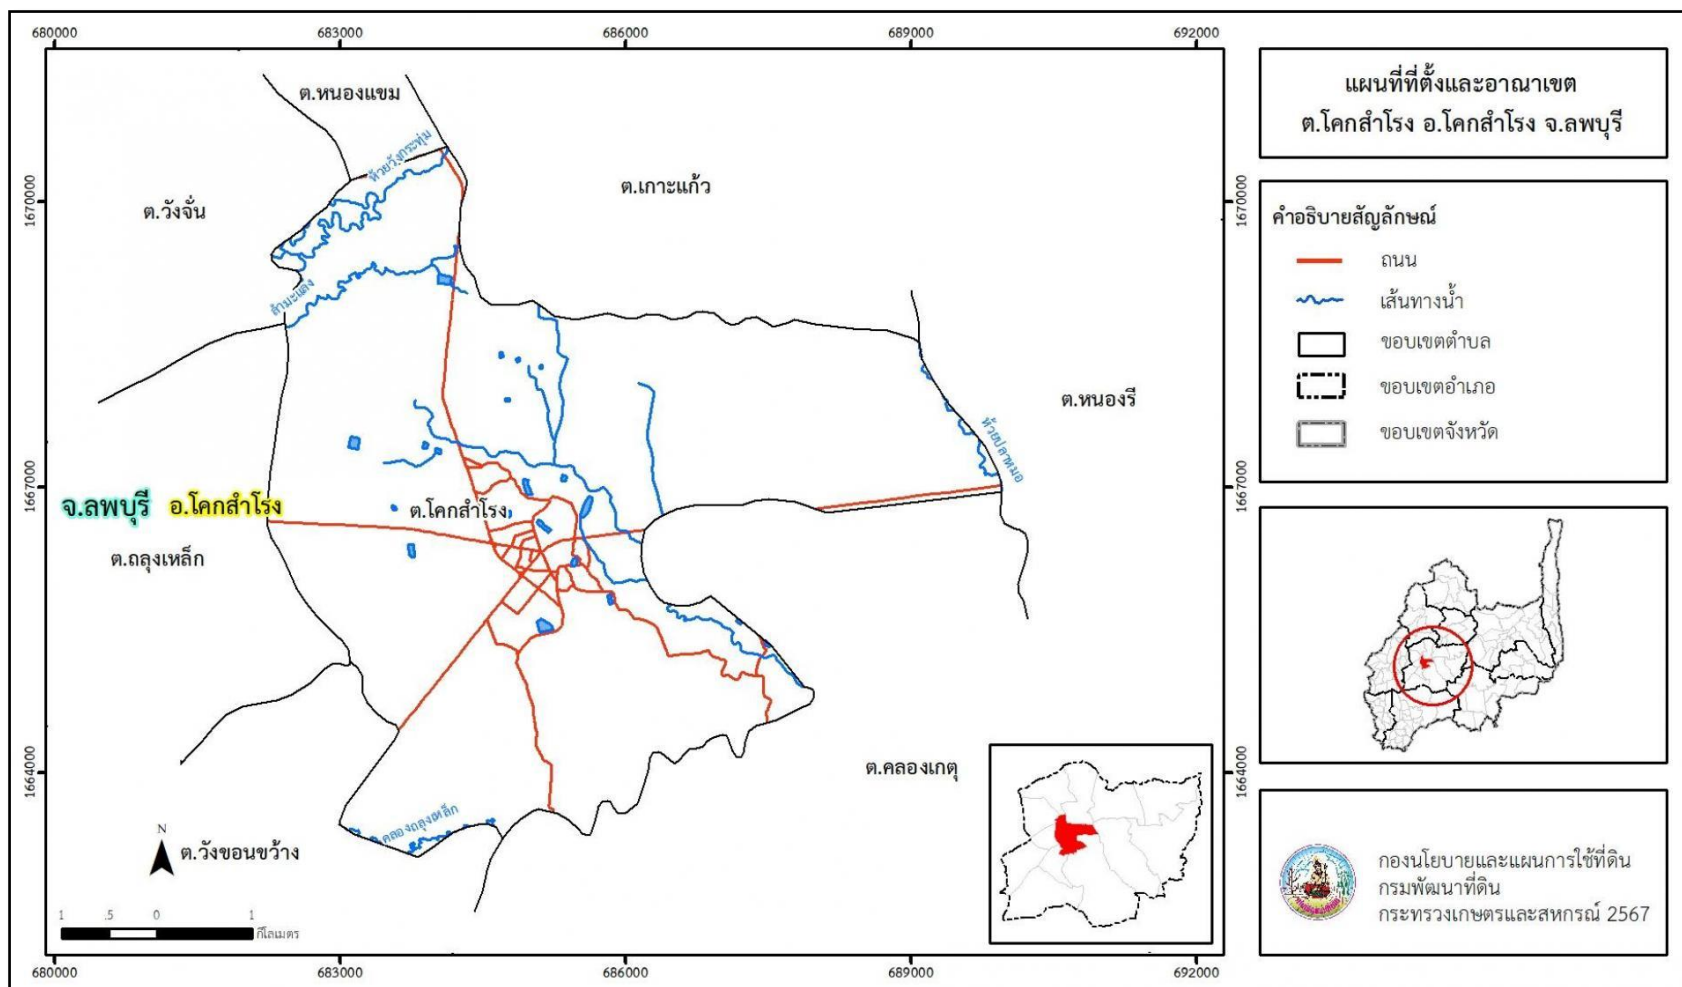 680000
683000
686000
689000
692000
แผนที่ที่ตั้งและอาณาเขต
ต.โคกสำโรง อ.โคกสำโรง จ.ลพบุรี
ต.หนองแขม
ห้วยวังกระทุ่ม
ต.เกาะแก้ว
ต.วังจั่น
1670000
1670000
คำอธิบายสัญลักษณ์
ถนน
เส้นทางน้ำ
ขอบเขตตำบล
ขอบเขตอำเภอ
ขอบเขตจังหวัด
ลำมะแลง
ต.หนองรี
ห้วยปลาหมอ
1667000
1667000
จ.ลพบุรี
อ.โคกสำโรง
ต.โคกสำโรง
ต.ถลุงเหล็ก
ต.คลองเกตุ
1664000
1664000
คลองถลุงเหล็ก
N
ต.วังขอนขว้าง
1 .5 0 1
กิโลเมตร
กองนโยบายและแผนการใช้ที่ดิน
กรมพัฒนาที่ดิน
กระทรวงเกษตรและสหกรณ์ 2567
680000
683000
686000
689000
692000